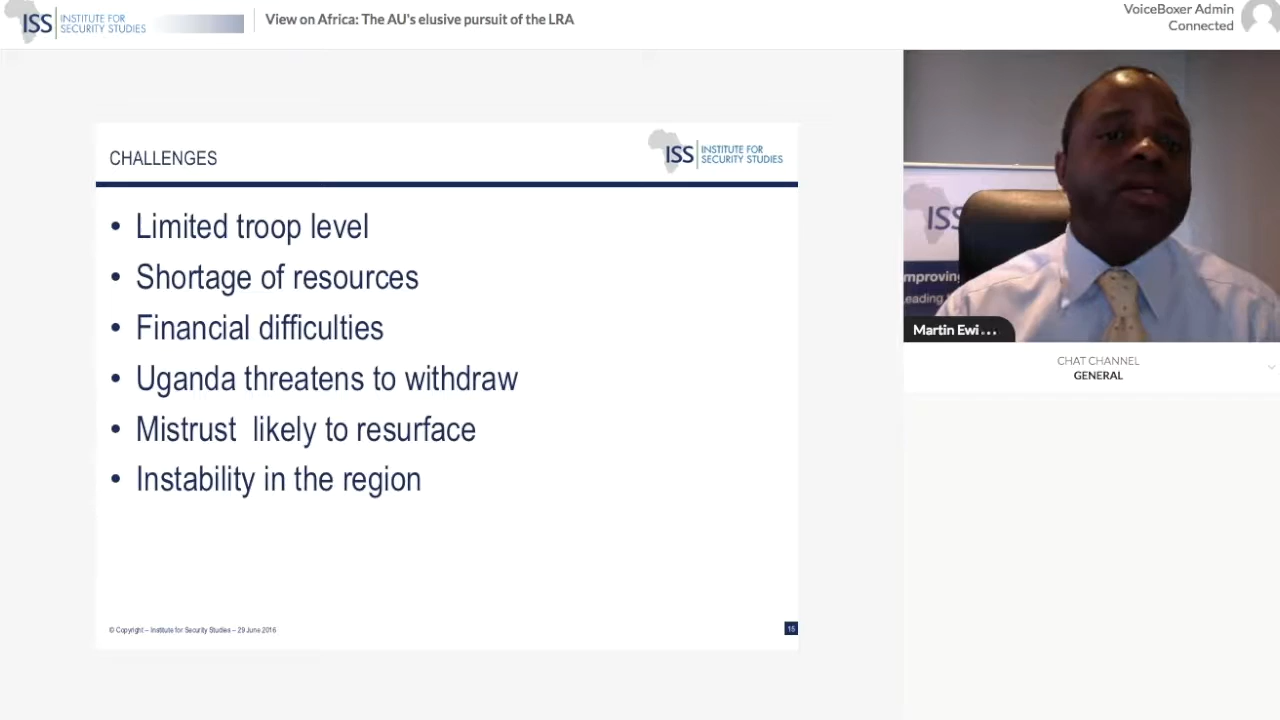 ISS INSTITUTE FOR
SECURITY STUDIES
View on Africa: The AU's elusive pursuit of the LRA
VoiceBoxer Admin
Connected
CHALLENGES
ISS INSTITUTE FOR
SECURITY STUDIES
• Limited troop level
• Shortage of resources
• Financial difficulties
• Uganda threatens to withdraw
• Mistrust likely to resurface
• Instability in the region
© Copyright – Institute for Security Studies – 29 June 2016
15
ISS
mproving
eading
Martin Ewi...
CHAT CHANNEL
GENERAL